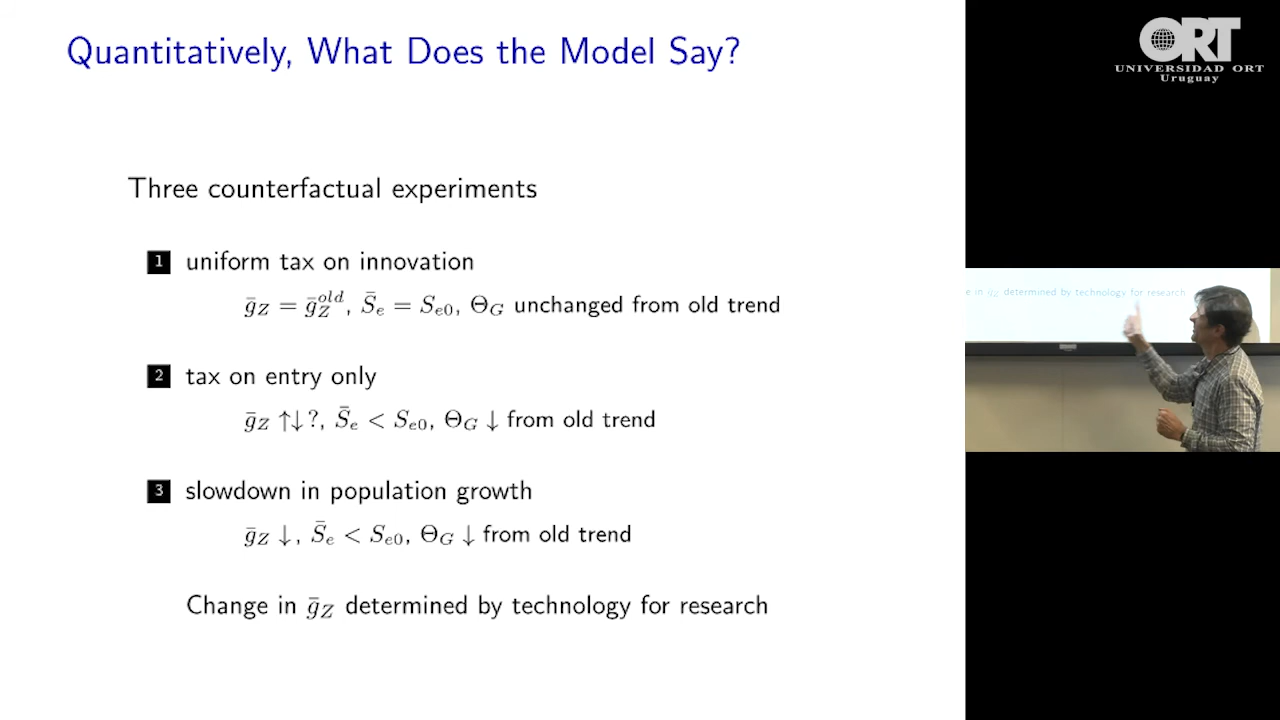 Quantitatively, What Does the Model Say?
Three counterfactual experiments
1 uniform tax on innovation
ḡ_Z = ḡ_Z^old, S̄_e = S_e0, Θ_G unchanged from old trend
2 tax on entry only
ḡ_Z ↑↓?, S̄_e < S_e0, Θ_G ↓ from old trend
3 slowdown in population growth
ḡ_Z ↓, S̄_e < S_e0, Θ_G ↓ from old trend
Change in ḡ_Z determined by technology for research
ORT
UNIVERSIDAD ORT
Uruguay
e in ḡ_Z determined by technology for research